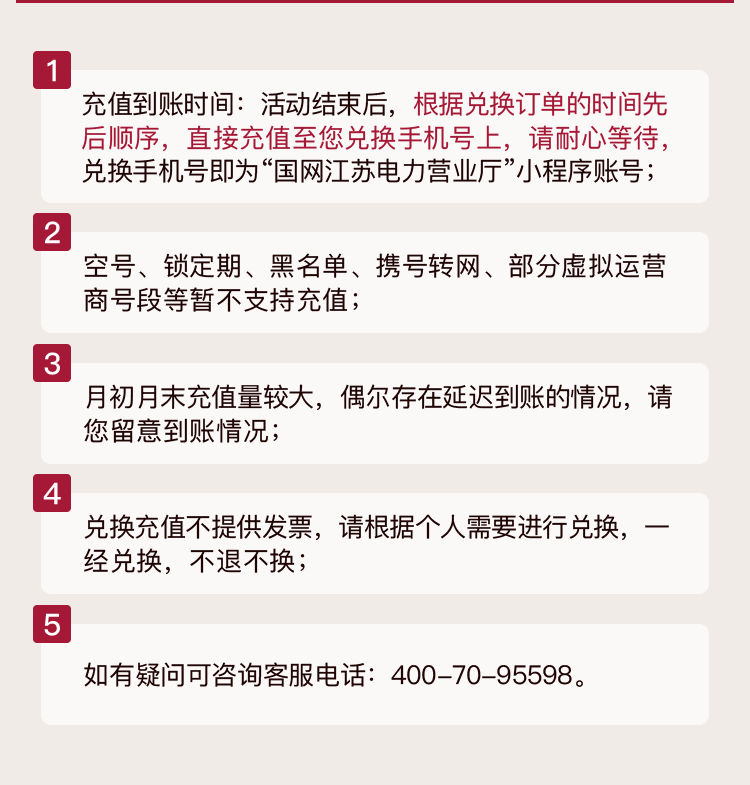 1
充值到账时间：活动结束后，根据兑换订单的时间先
后顺序，直接充值至您兑换手机号上，请耐心等待，
兑换手机号即为“国网江苏电力营业厅”小程序账号；
2
空号、锁定期、黑名单、携号转网、部分虚拟运营
商号段等暂不支持充值；
3
月初月末充值量较大，偶尔存在延迟到账的情况，请
您留意到账情况；
4
兑换充值不提供发票，请根据个人需要进行兑换，一
经兑换，不退不换；
5
如有疑问可咨询客服电话：400–70–95598。